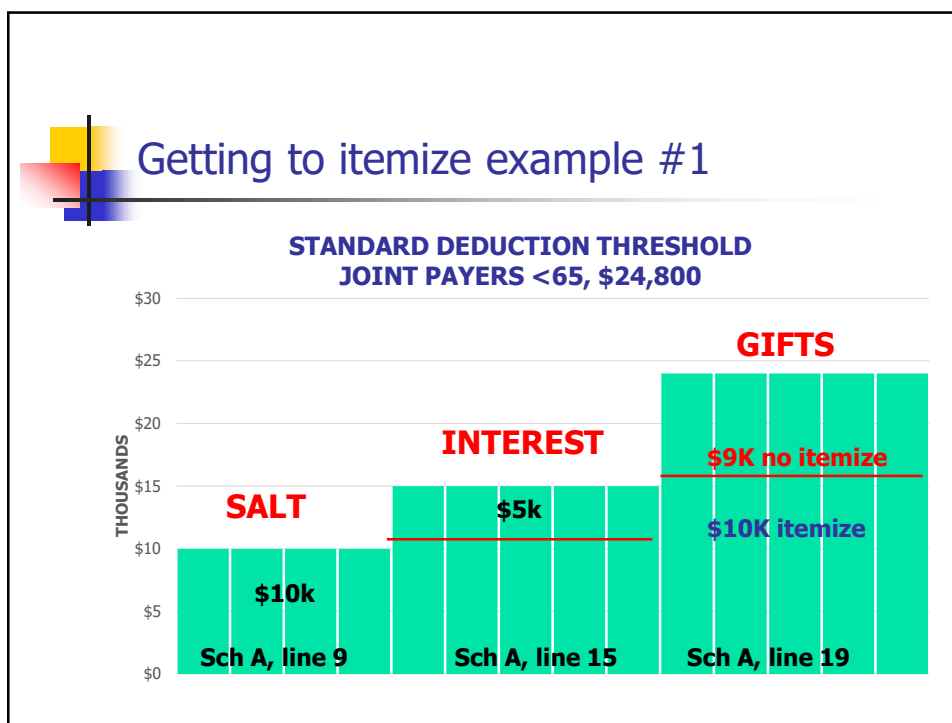 Getting to itemize example #1
STANDARD DEDUCTION THRESHOLD
JOINT PAYERS <65, $24,800
$30
$25
$20
$15
$10
$5
$0
THOUSANDS
SALT
$10k
Sch A, line 9
INTEREST
$5k
Sch A, line 15
GIFTS
$9K no itemize
$10K itemize
Sch A, line 19